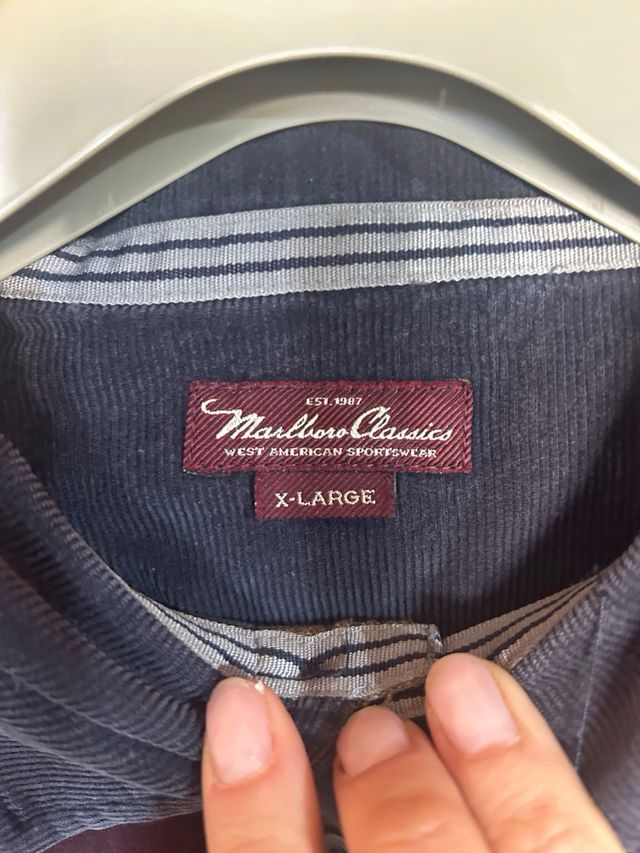 EST. 1987
Marlboro Classics
WEST AMERICAN SPORTSWEAR
X-LARGE